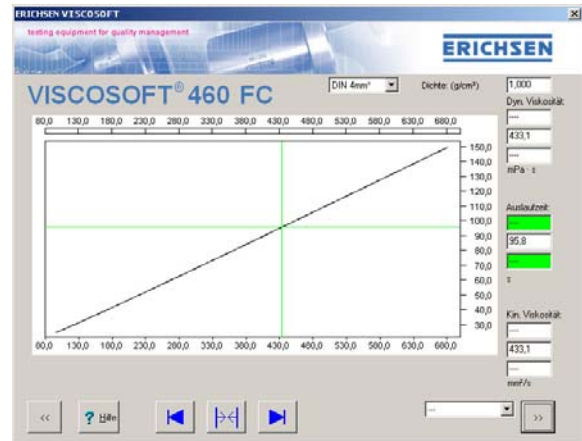 ERICHSEN VISCOSOFT
testing equipment for quality management
ERICHSEN
VISCOSOFT® 460 FC
DIN 4mm
Dichte: (g/cm³)
1,000
Dyn. Viskosität:
80,0 130,0 180,0 230,0 280,0 330,0 380,0 430,0 480,0 530,0 580,0 630,0 680,0
---
433,1
---
mPa · s
150,0
140,0
130,0
120,0
110,0
100,0
90,0
80,0
70,0
60,0
50,0
40,0
30,0
Auslaufzeit:
---
95,8
---
s
Kin. Viskosität:
---
433,1
---
mm²/s
80,0 130,0 180,0 230,0 280,0 330,0 380,0 430,0 480,0 530,0 580,0 630,0 680,0
<< ? Hilfe --- >>